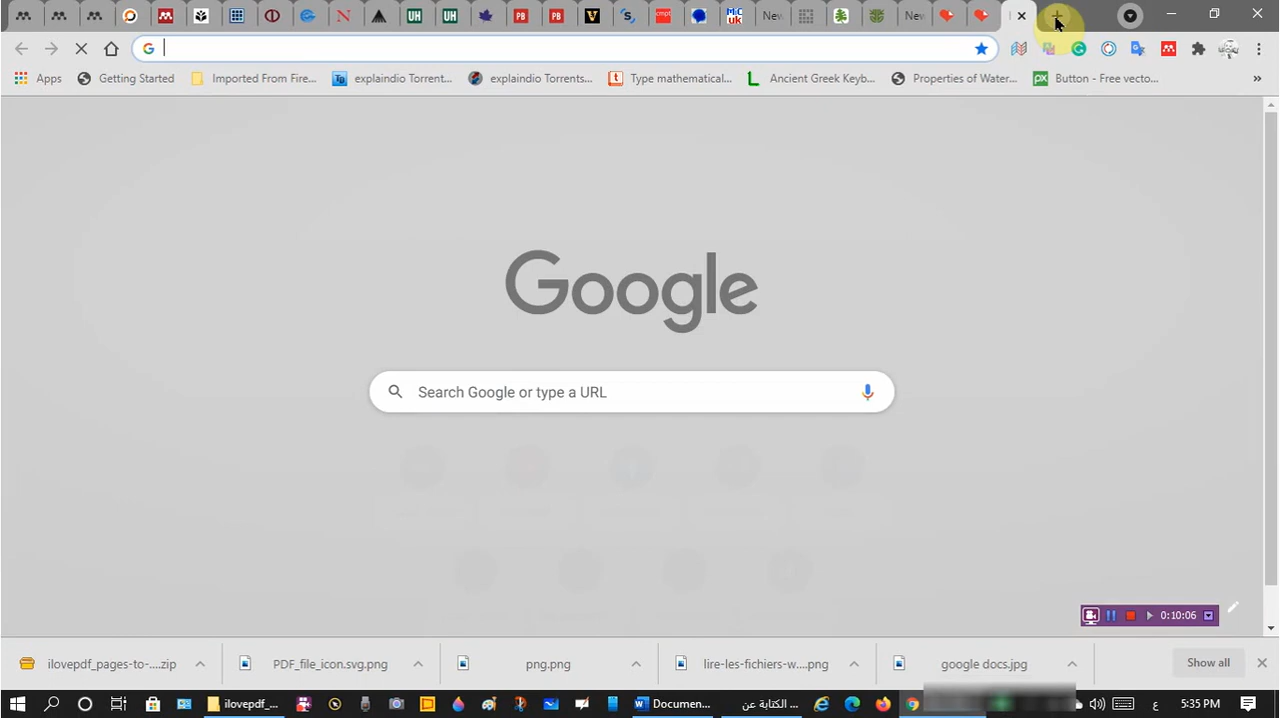 UH
UH
PB
PB
V
cmpt
M:C
uk
New
New
Apps
Getting Started
Imported From Fire...
explaindio Torrent...
explaindio Torrents...
Type mathematical...
Ancient Greek Keyb...
Properties of Water...
px
Button - Free vecto...
»
Google
Search Google or type a URL
0:10:06
ilovepdf_pages-to-....zip
PDF_file_icon.svg.png
png.png
lire-les-fichiers-w....png
google docs.jpg
Show all
ilovepdf_...
Documen...
الكتابة عن ...
ع
5:35 PM